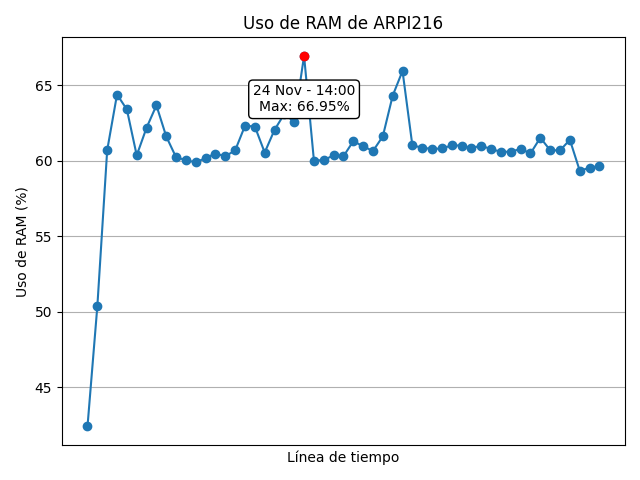 Uso de RAM de ARPI216
65
24 Nov - 14:00
Max: 66.95%
60
55
50
45
Uso de RAM (%)
Línea de tiempo